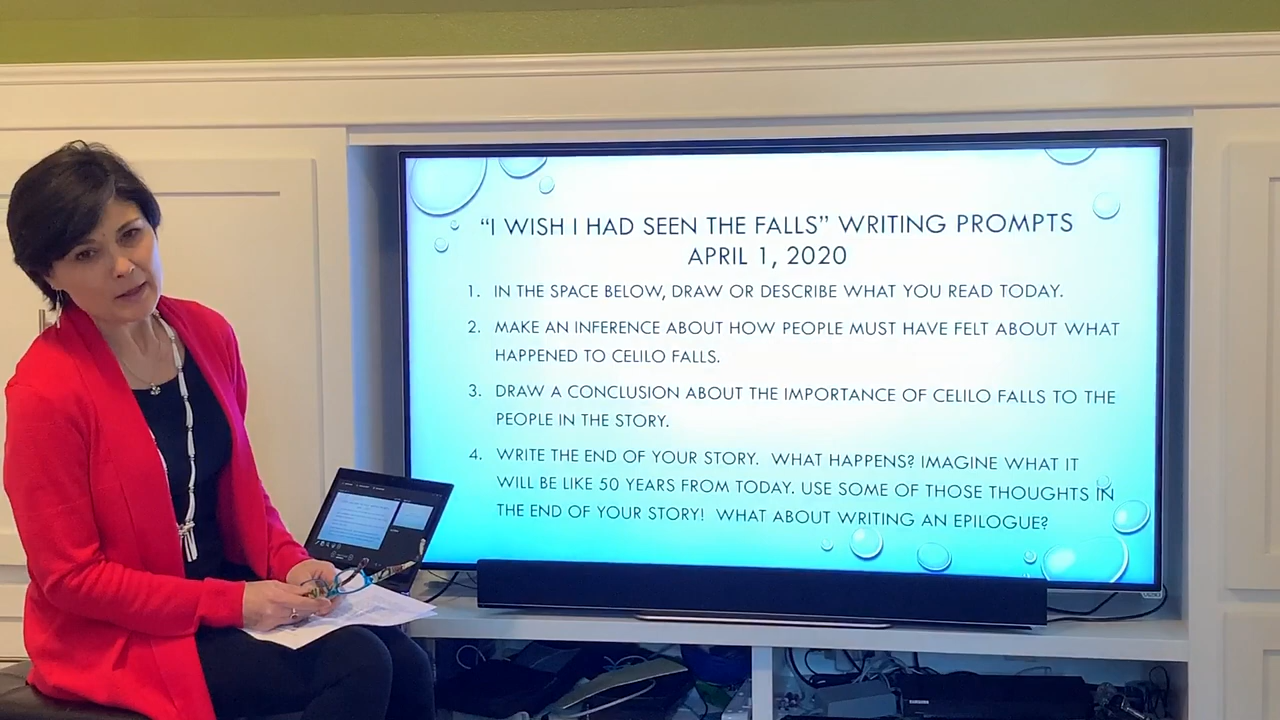 “I WISH I HAD SEEN THE FALLS” WRITING PROMPTS
APRIL 1, 2020
1. IN THE SPACE BELOW, DRAW OR DESCRIBE WHAT YOU READ TODAY.
2. MAKE AN INFERENCE ABOUT HOW PEOPLE MUST HAVE FELT ABOUT WHAT
HAPPENED TO CELILO FALLS.
3. DRAW A CONCLUSION ABOUT THE IMPORTANCE OF CELILO FALLS TO THE
PEOPLE IN THE STORY.
4. WRITE THE END OF YOUR STORY. WHAT HAPPENS? IMAGINE WHAT IT
WILL BE LIKE 50 YEARS FROM TODAY. USE SOME OF THOSE THOUGHTS IN
THE END OF YOUR STORY! WHAT ABOUT WRITING AN EPILOGUE?
VIZIO
SAMSUNG